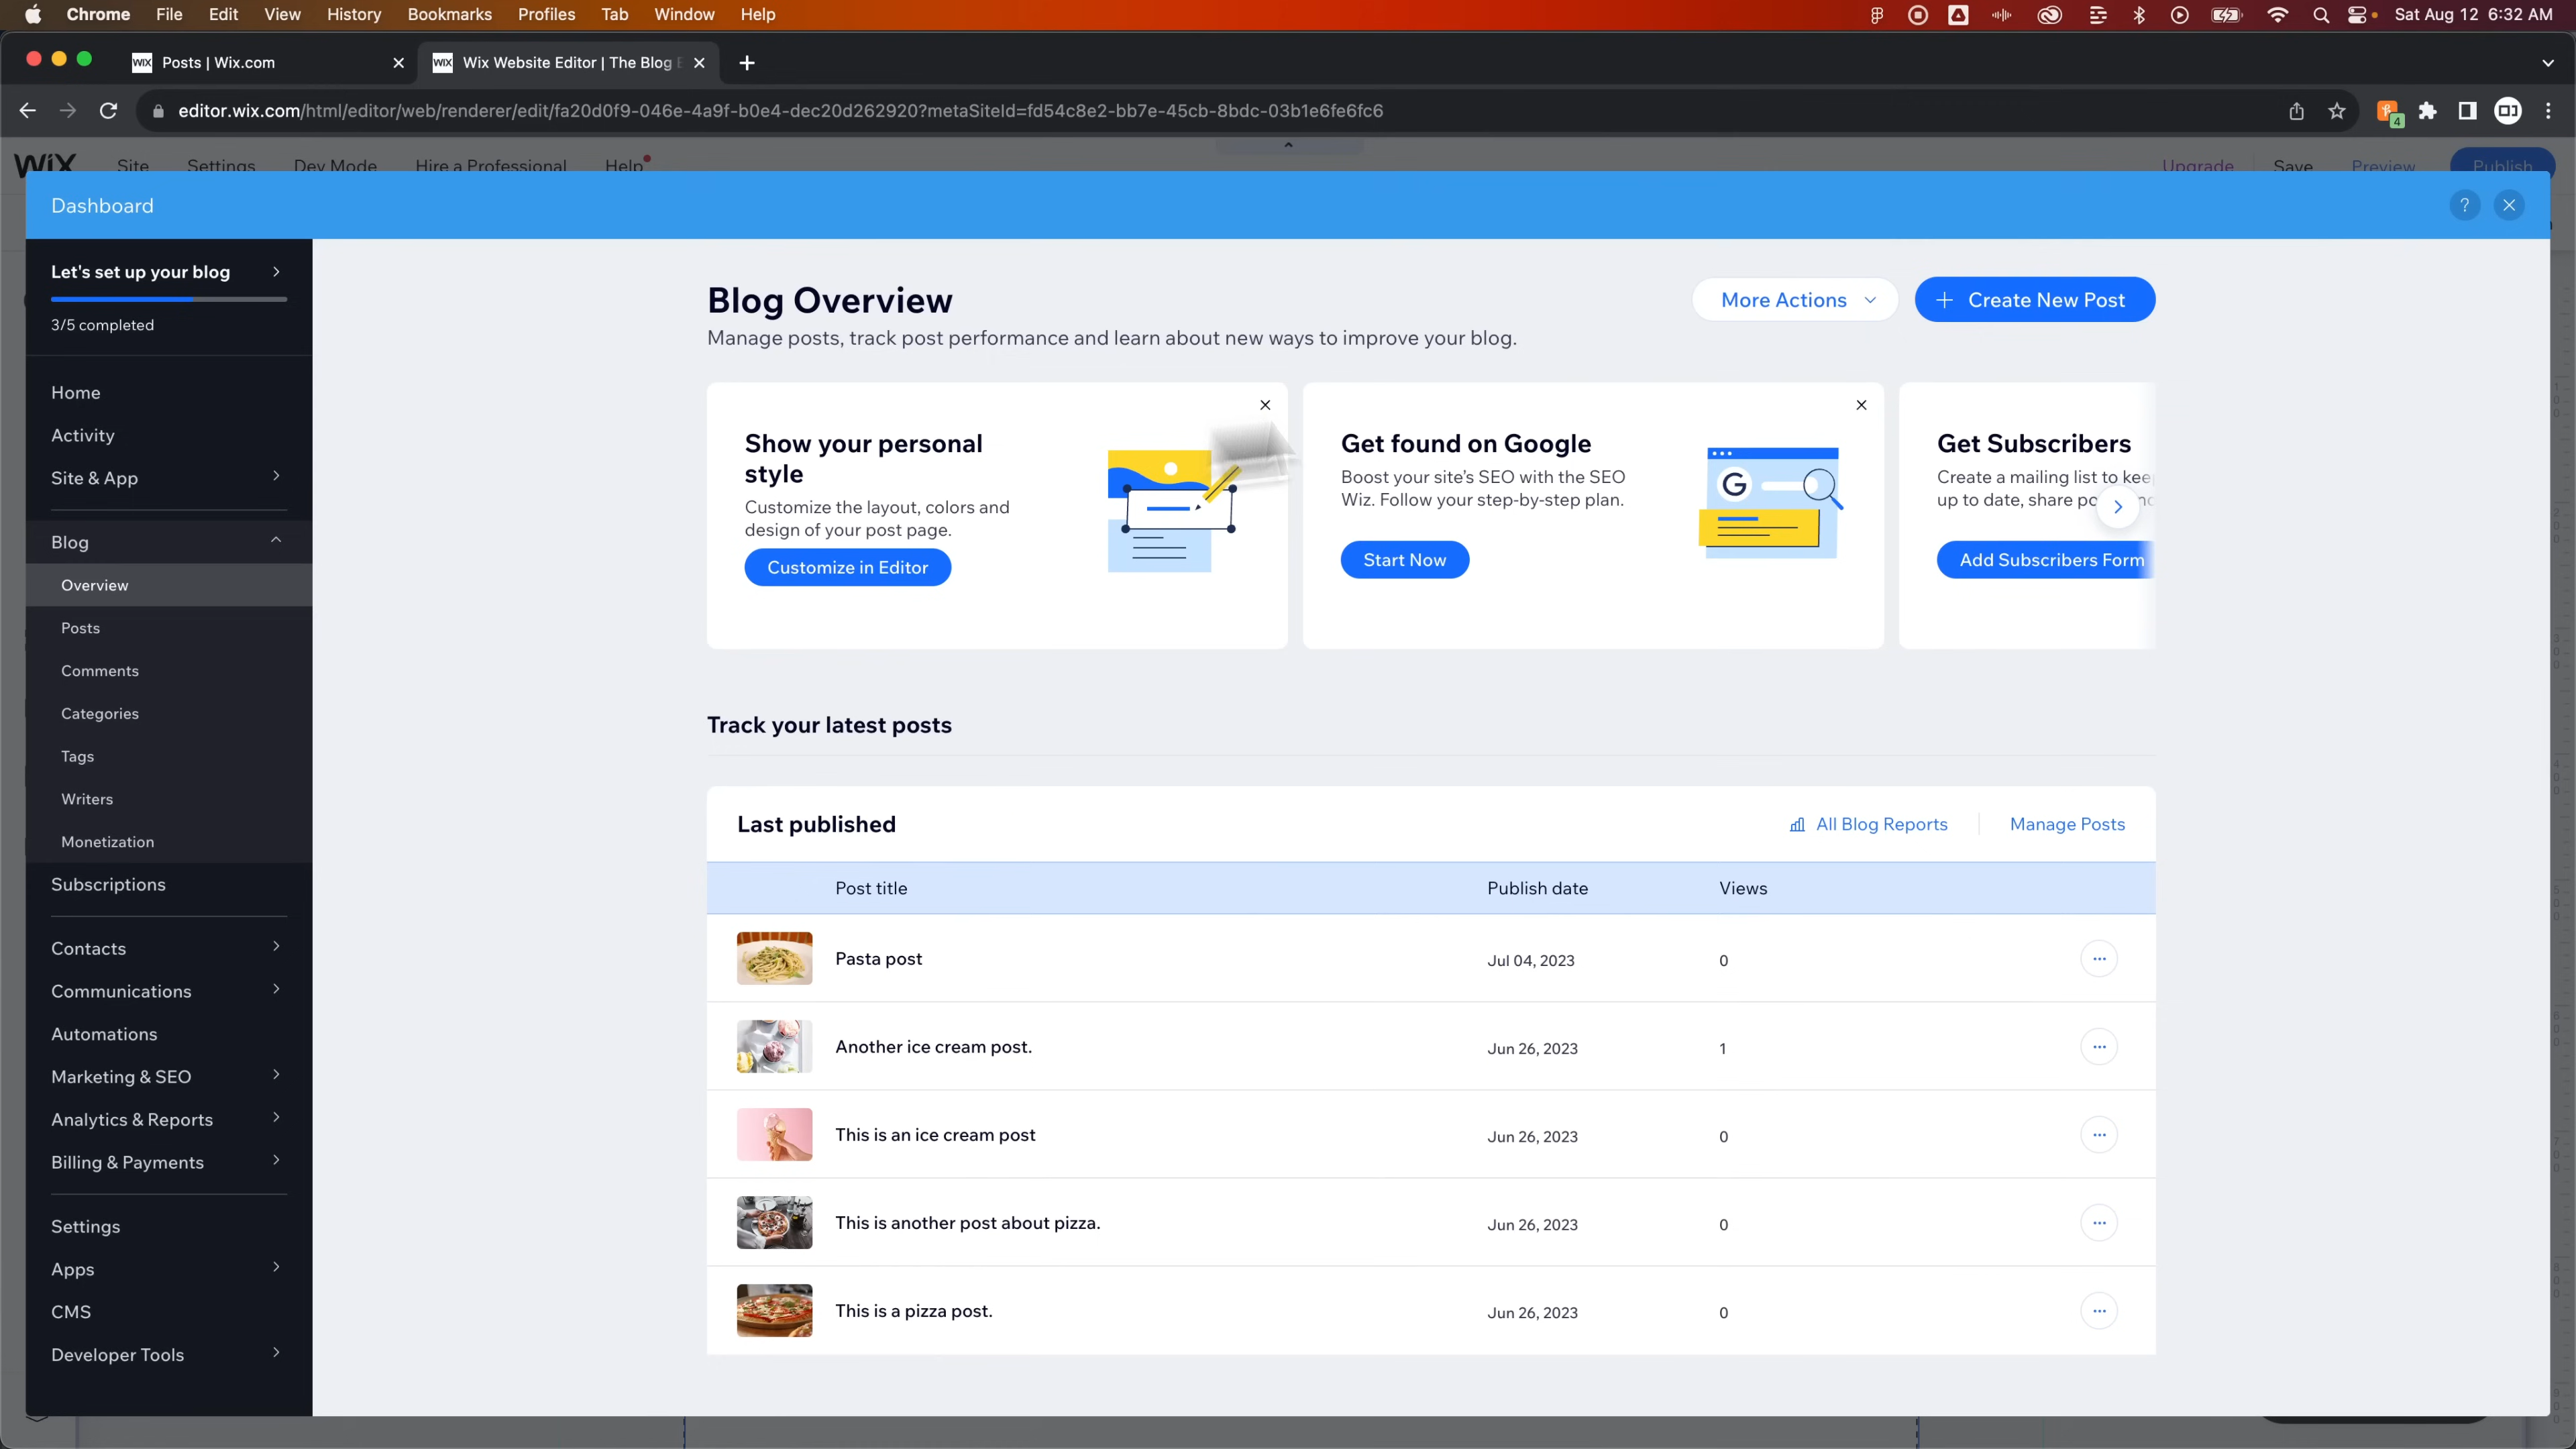 Chrome File Edit View History Bookmarks Profiles Tab Window Help Sat Aug 12 6:32 AM
WIX Posts | Wix.com WIX Wix Website Editor | The Blog
editor.wix.com/html/editor/web/renderer/edit/fa20d0f9-046e-4a9f-b0e4-dec20d262920?metaSiteId=fd54c8e2-bb7e-45cb-8bdc-03b1e6fe6fc6
4
WIX Site Settings Dev Mode Hire a Professional Help Upgrade Save Preview Publish
Dashboard ?
Let's set up your blog
3/5 completed
Home
Activity
Site & App
Blog
Overview
Posts
Comments
Categories
Tags
Writers
Monetization
Subscriptions
Contacts
Communications
Automations
Marketing & SEO
Analytics & Reports
Billing & Payments
Settings
Apps
CMS
Developer Tools
Blog Overview
Manage posts, track post performance and learn about new ways to improve your blog.
More Actions
+ Create New Post
Show your personal
style
Customize the layout, colors and
design of your post page.
Customize in Editor
Get found on Google
Boost your site's SEO with the SEO
Wiz. Follow your step-by-step plan.
Start Now
G
Get Subscribers
Create a mailing list to
up to date, share
Add Subscribers Form
Track your latest posts
Last published All Blog Reports Manage Posts
Post title Publish date Views
Pasta post Jul 04, 2023 0
Another ice cream post. Jun 26, 2023 1
This is an ice cream post Jun 26, 2023 0
This is another post about pizza. Jun 26, 2023 0
This is a pizza post. Jun 26, 2023 0